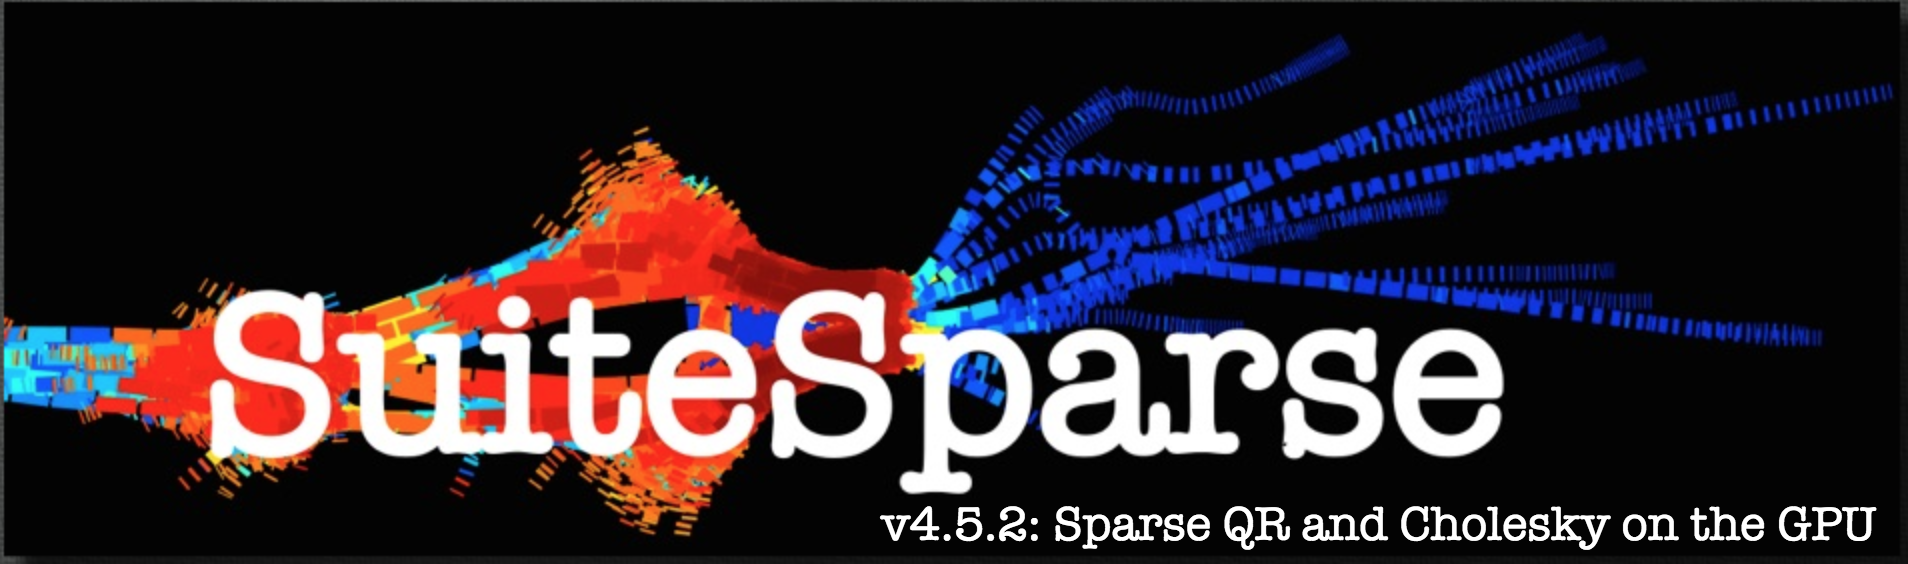 SuiteSparse
v4.5.2: Sparse QR and Cholesky on the GPU